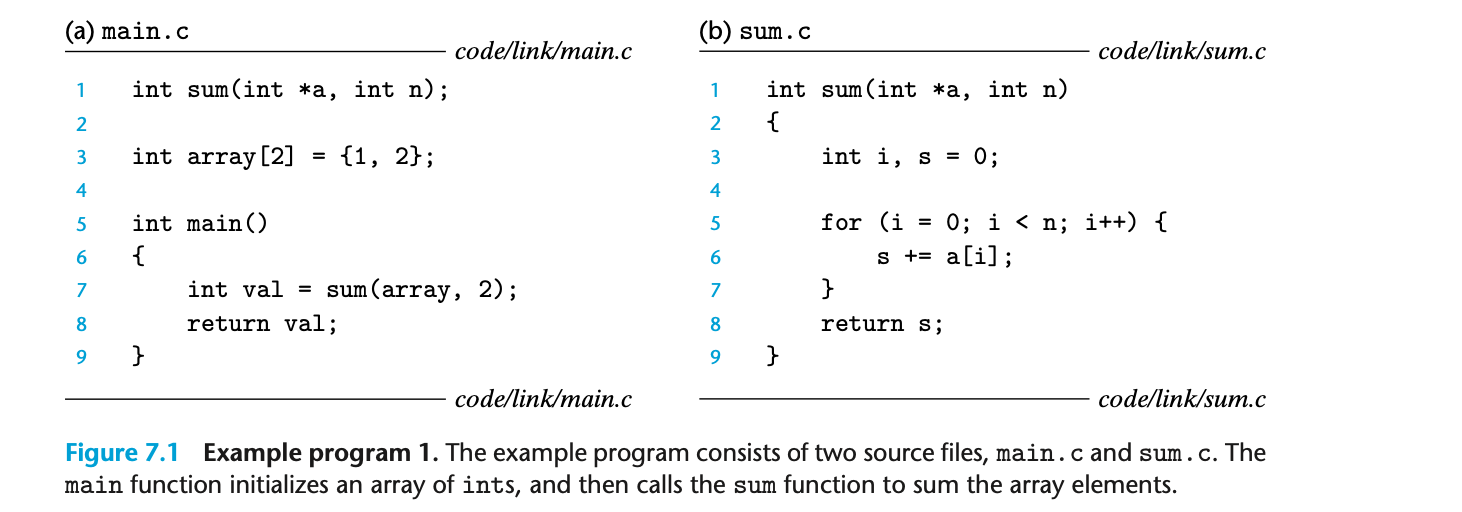 (a) main.c
code/link/main.c
1 int sum(int *a, int n);
2
3 int array[2] = {1, 2};
4
5 int main()
6 {
7 int val = sum(array, 2);
8 return val;
9 }
code/link/main.c
(b) sum.c
code/link/sum.c
1 int sum(int *a, int n)
2 {
3 int i, s = 0;
4
5 for (i = 0; i < n; i++) {
6 s += a[i];
7 }
8 return s;
9 }
code/link/sum.c
Figure 7.1 Example program 1. The example program consists of two source files, main.c and sum.c. The
main function initializes an array of ints, and then calls the sum function to sum the array elements.